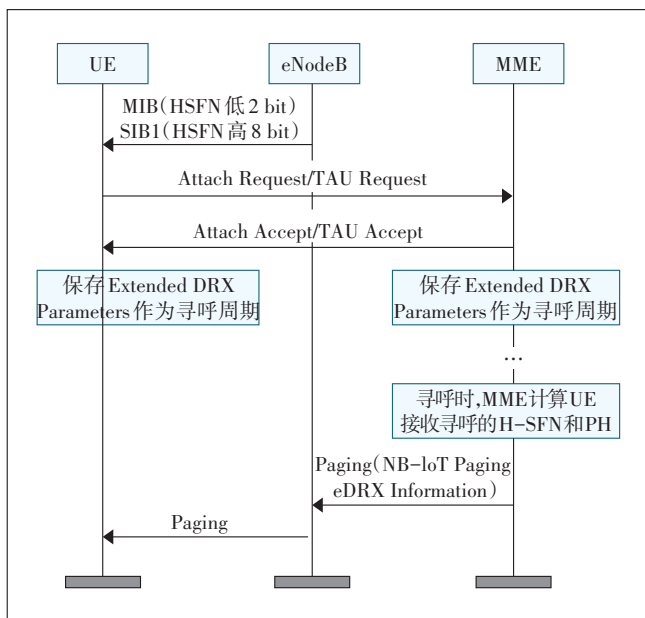 UE
eNodeB
MME
MIB(HSFN低2 bit)
SIB1(HSFN高8 bit)
Attach Request/TAU Request
Attach Accept/TAU Accept
保存Extended DRX
Parameters作为寻呼周期
保存Extended DRX
Parameters作为寻呼周期
…
寻呼时,MME计算UE
接收寻呼的H-SFN和PH
Paging(NB-loT Paging
eDRX Information)
Paging